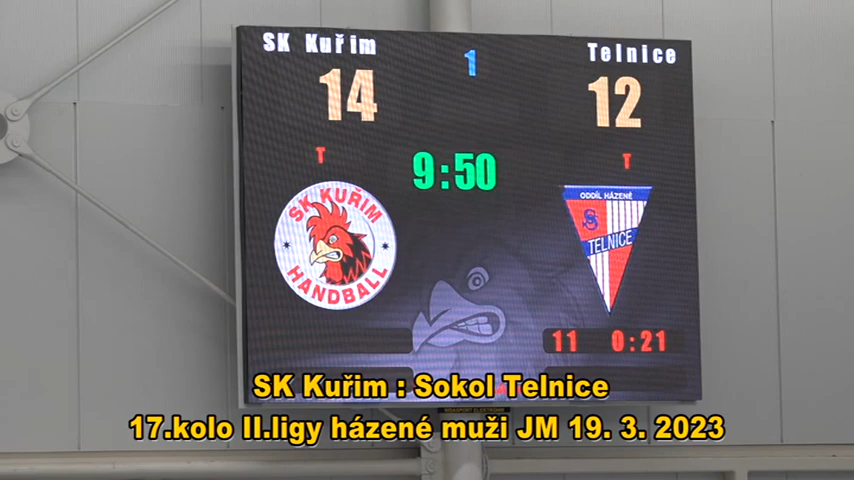 SK Kuřim
Telnice
1
14
12
T
T
9:50
SK KUŘIM
HANDBALL
ODDÍL HÁZENÉ
S
TELNICE
11 0:21
SK Kuřim : Sokol Telnice
17.kolo II.ligy házené muži JM 19. 3. 2023